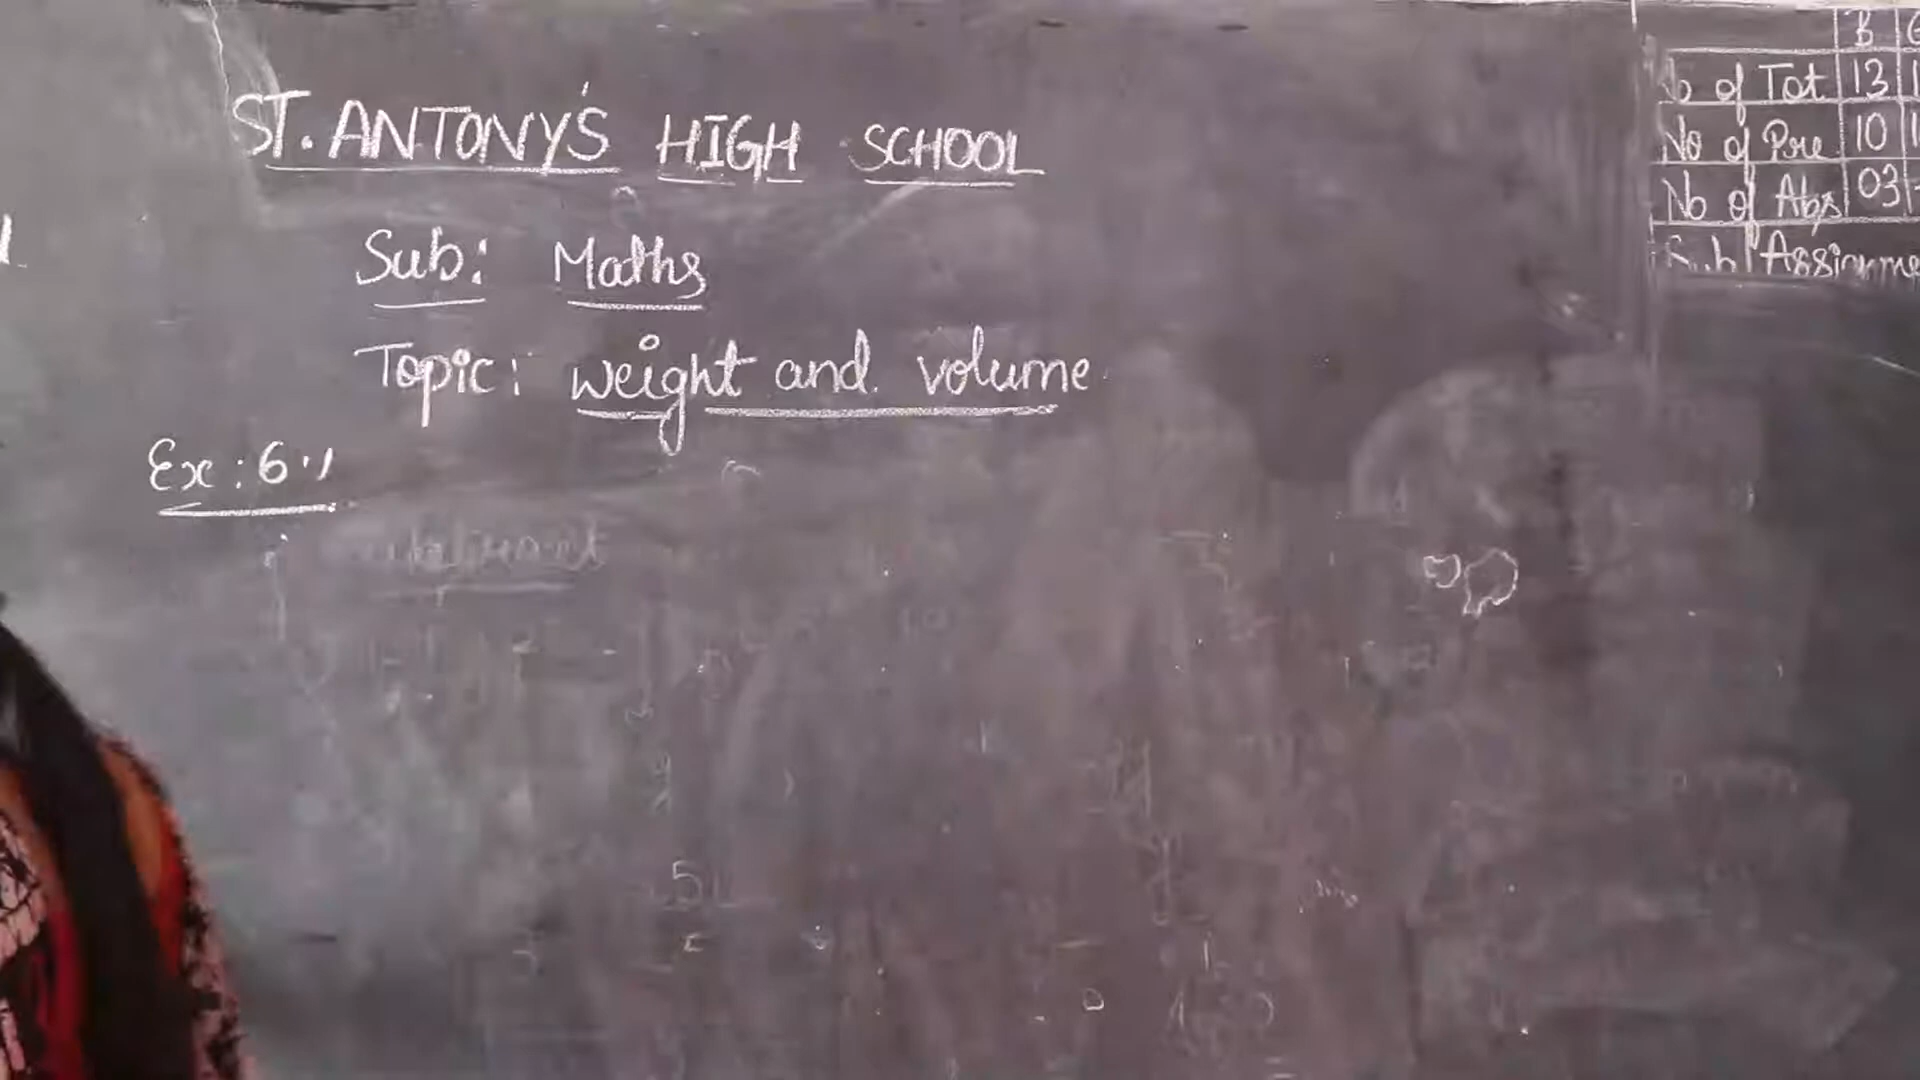 ST. ANTONY'S HIGH SCHOOL
Sub: Maths
Topic: weight and volume
Ex: 6.1
B
of Tot 13
No of Pre 10
No of Abs 03
Sub Assignme